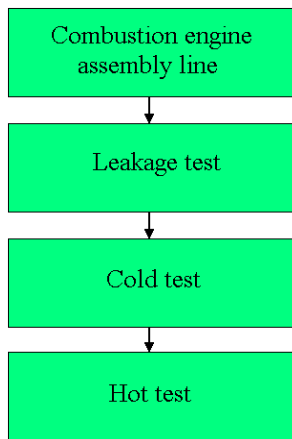 Combustion engine
assembly line
Leakage test
Cold test
Hot test